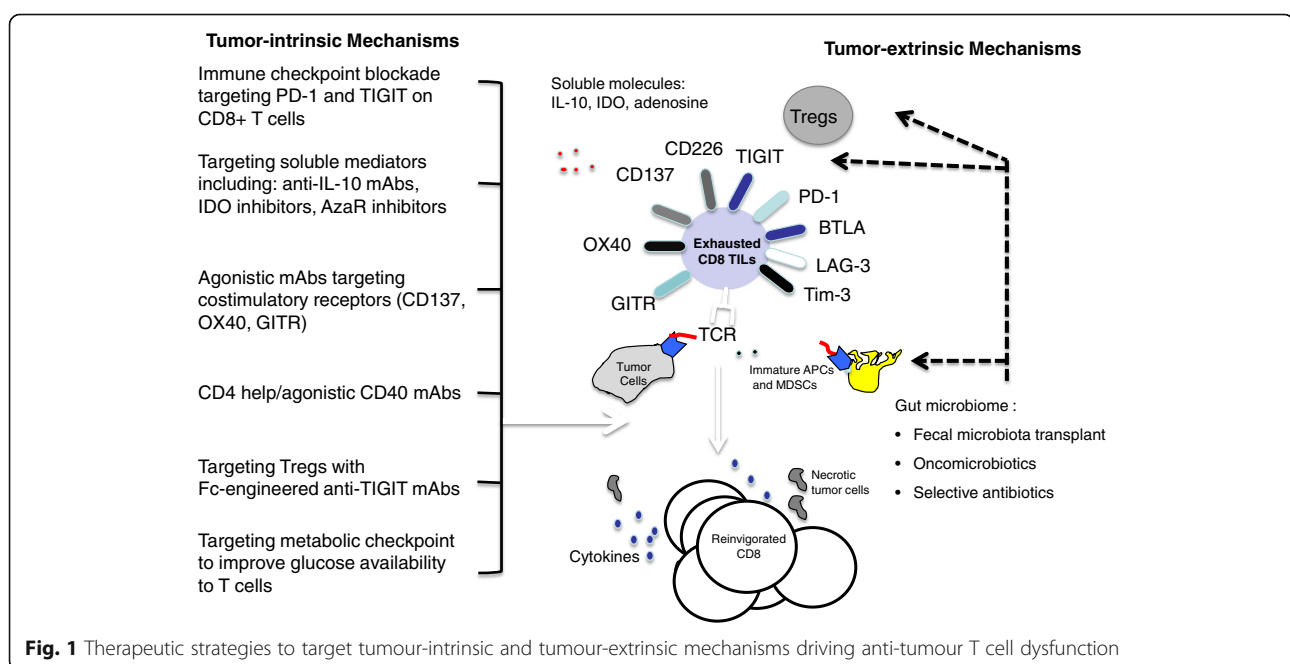 Tumor-intrinsic Mechanisms
Immune checkpoint blockade
targeting PD-1 and TIGIT on
CD8+ T cells
Targeting soluble mediators
including: anti-IL-10 mAbs,
IDO inhibitors, AzaR inhibitors
Agonistic mAbs targeting
costimulatory receptors (CD137,
OX40, GITR)
CD4 help/agonistic CD40 mAbs
Targeting Tregs with
Fc-engineered anti-TIGIT mAbs
Targeting metabolic checkpoint
to improve glucose availability
to T cells
Soluble molecules:
IL-10, IDO, adenosine
Tumor-extrinsic Mechanisms
Tregs
CD226
TIGIT
CD137
PD-1
BTLA
OX40
Exhausted
CD8 TILs
LAG-3
Tim-3
GITR
TCR
Tumor
Cells
Immature APCs
and MDSCs
Gut microbiome :
• Fecal microbiota transplant
• Oncomicrobiotics
• Selective antibiotics
Necrotic
tumor cells
Cytokines
Reinvigorated
CD8
Fig. 1 Therapeutic strategies to target tumour-intrinsic and tumour-extrinsic mechanisms driving anti-tumour T cell dysfunction